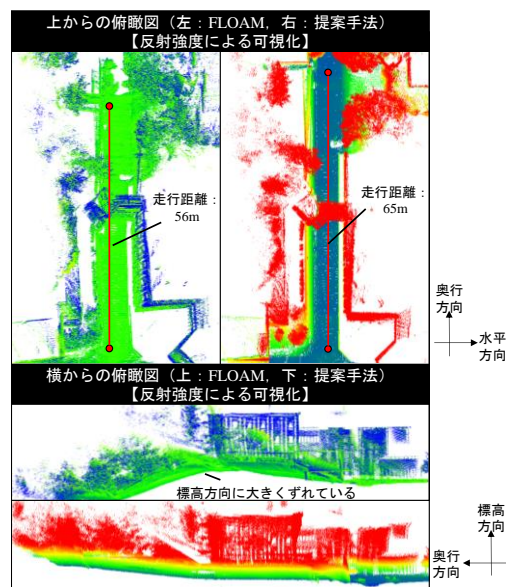 上からの俯瞰図（左：FLOAM，右：提案手法）
【反射強度による可視化】
走行距離：
56m
走行距離：
65m
奥行
方向
水平
方向
横からの俯瞰図（上：FLOAM，下：提案手法）
【反射強度による可視化】
標高方向に大きくずれている
標高
方向
奥行
方向